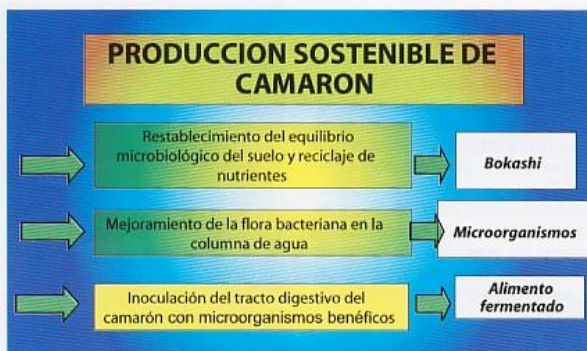 PRODUCCION SOSTENIBLE DE
CAMARON
Restablecimiento del equilibrio
microbiológico del suelo y reciclaje de
nutrientes
Bokashi
Mejoramiento de la flora bacteriana en la
columna de agua
Microorganismos
Inoculación del tracto digestivo del
camarón con microorganismos benéficos
Alimento
fermentado